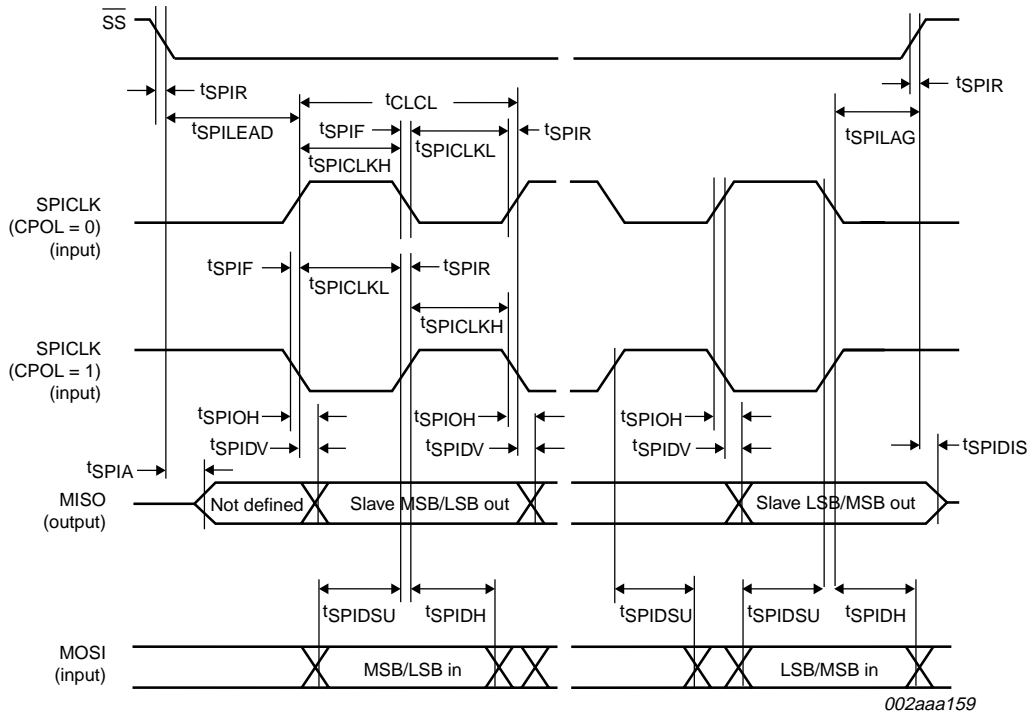 SS
tSPIR
tSPIR
tCLCL
tSPILEAD
tSPIF
tSPICLKL
tSPIR
tSPILAG
tSPICLKH
SPICLK
(CPOL = 0)
(input)
tSPIF
tSPICLKL
tSPIR
tSPICLKH
SPICLK
(CPOL = 1)
(input)
tSPIOH
tSPIOH
tSPIOH
tSPIDV
tSPIDV
tSPIDV
tSPIDIS
tSPIA
MISO
(output)
Not defined
Slave MSB/LSB out
Slave LSB/MSB out
tSPIDSU
tSPIDH
tSPIDSU
tSPIDSU
tSPIDH
MOSI
(input)
MSB/LSB in
LSB/MSB in
002aaa159